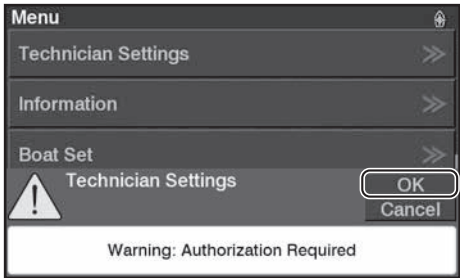 Menu
Technician Settings
Information
Boat Set
Technician Settings
OK
Cancel
Warning: Authorization Required